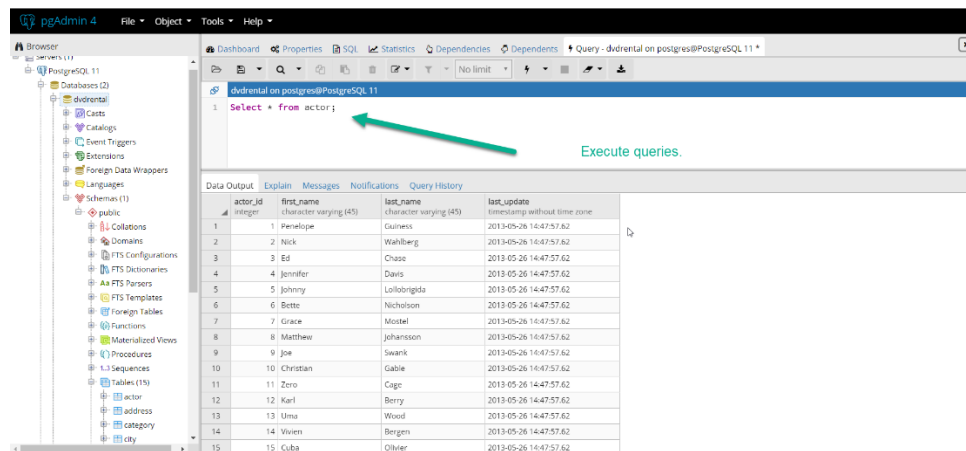 pgAdmin 4 File Object Tools Help
Browser
Dashboard Properties SQL Statistics Dependencies Dependents Query - dvdrental on postgres@PostgreSQL 11 *
Servers (1)
PostgreSQL 11
Databases (2)
dvdrental
Casts
Catalogs
Event Triggers
Extensions
Foreign Data Wrappers
Languages
Schemas (1)
public
Collations
Domains
FTS Configurations
FTS Dictionaries
Aa FTS Parsers
FTS Templates
Foreign Tables
Functions
Materialized Views
Procedures
1..3 Sequences
Tables (15)
actor
address
category
city
No limit
dvdrental on postgres@PostgreSQL 11
1 Select * from actor;
Execute queries.
Data Output Explain Messages Notifications Query History
actor_id first_name last_name last_update
integer character varying (45) character varying (45) timestamp without time zone
1 1 Penelope Guiness 2013-05-26 14:47:57.62
2 2 Nick Wahlberg 2013-05-26 14:47:57.62
3 3 Ed Chase 2013-05-26 14:47:57.62
4 4 Jennifer Davis 2013-05-26 14:47:57.62
5 5 Johnny Lollobrigida 2013-05-26 14:47:57.62
6 6 Bette Nicholson 2013-05-26 14:47:57.62
7 7 Grace Mostel 2013-05-26 14:47:57.62
8 8 Matthew Johansson 2013-05-26 14:47:57.62
9 9 Joe Swank 2013-05-26 14:47:57.62
10 10 Christian Gable 2013-05-26 14:47:57.62
11 11 Zero Cage 2013-05-26 14:47:57.62
12 12 Karl Berry 2013-05-26 14:47:57.62
13 13 Uma Wood 2013-05-26 14:47:57.62
14 14 Vivien Bergen 2013-05-26 14:47:57.62
15 15 Cuba Olivier 2013-05-26 14:47:57.62